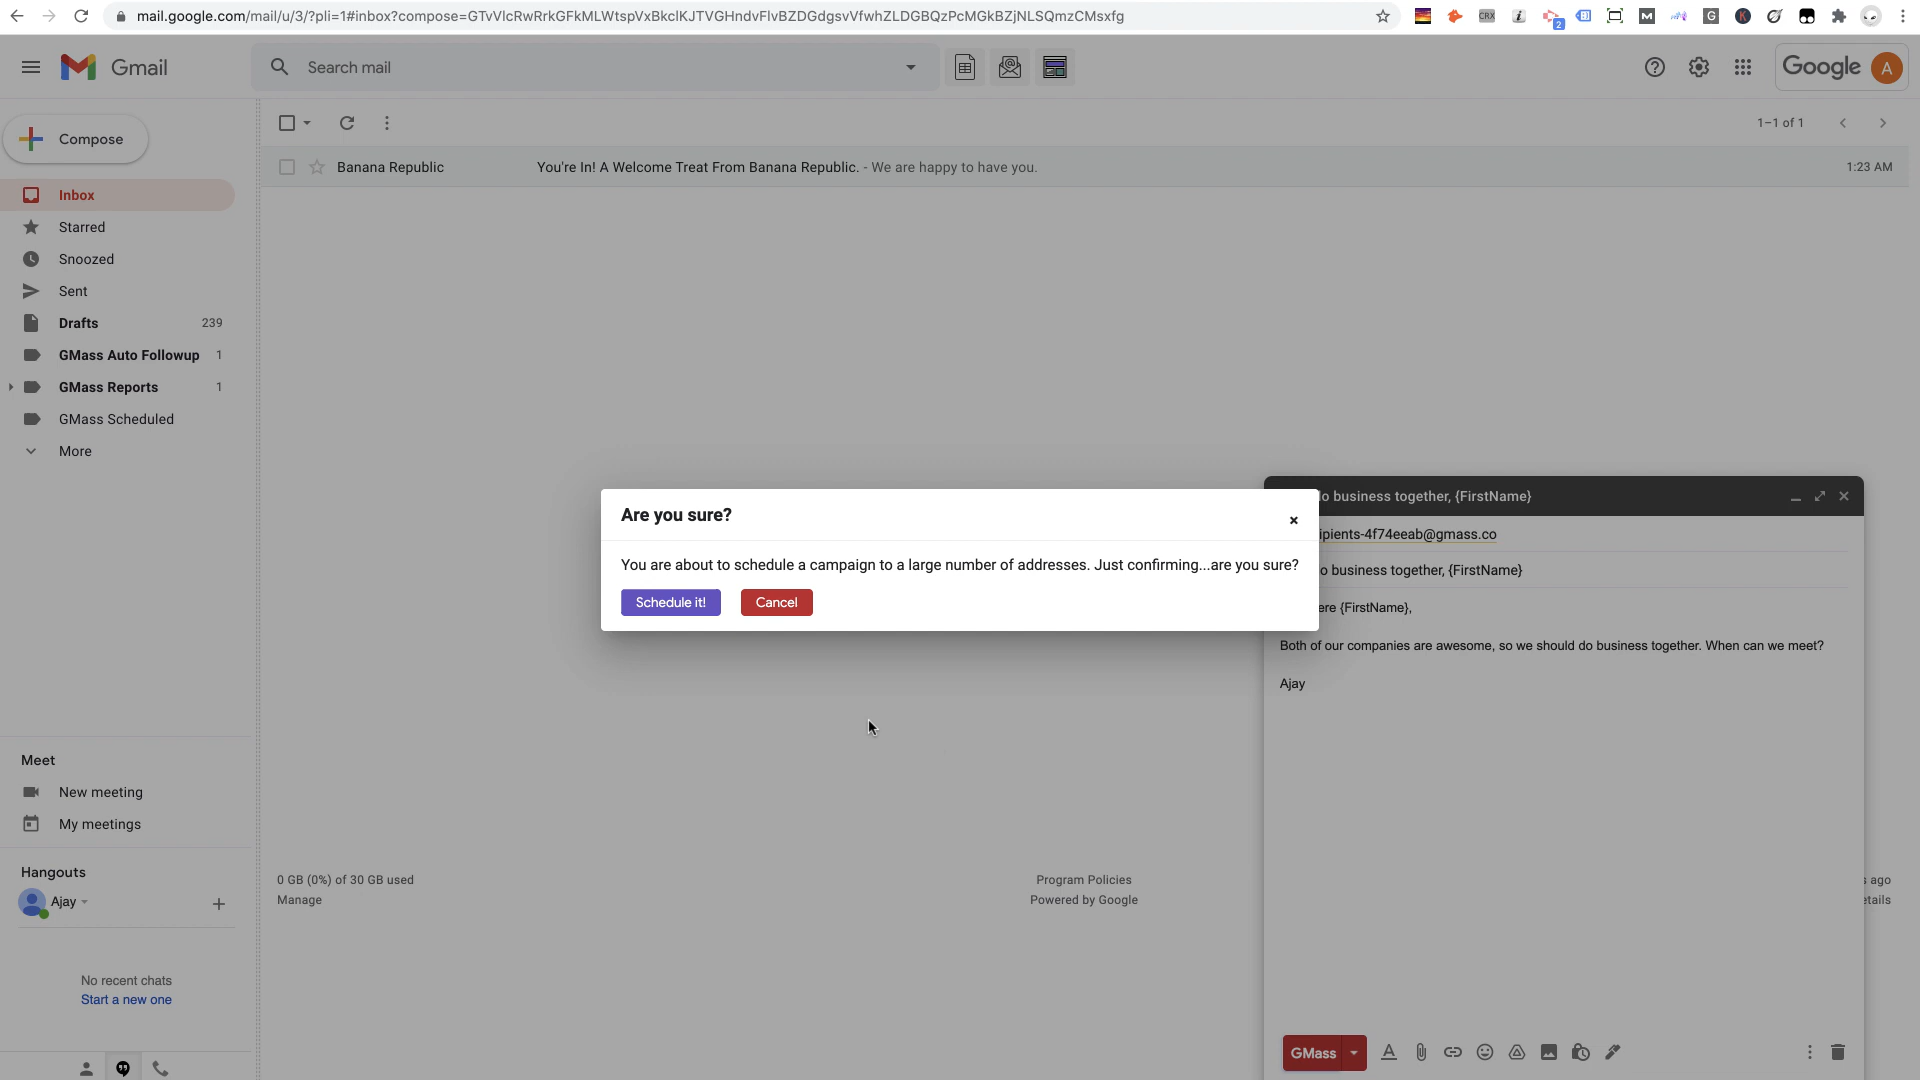 mail.google.com/mail/u/3/?pli=1#inbox?compose=GTvVlcRwRrkGFkMLWtspVxBkclKJTVGHndvFlvBZDGdgsvVfwhZLDGBQzPcMGkBZjNLSQmzCMsxfg
CRX
2
Gmail
Search mail
Google
A
Compose
1–1 of 1
Banana Republic You're In! A Welcome Treat From Banana Republic. - We are happy to have you. 1:23 AM
Inbox
Starred
Snoozed
Sent
Drafts 239
GMass Auto Followup 1
GMass Reports 1
GMass Scheduled
More
Are you sure?
You are about to schedule a campaign to a large number of addresses. Just confirming...are you sure?
Schedule it! Cancel
o business together, {FirstName}
ipients-4f74eeab@gmass.co
o business together, {FirstName}
ere {FirstName},
Both of our companies are awesome, so we should do business together. When can we meet?
Ajay
Meet
New meeting
My meetings
Hangouts
Ajay
No recent chats
Start a new one
0 GB (0%) of 30 GB used
Manage
Program Policies
Powered by Google
s ago
etails
GMass